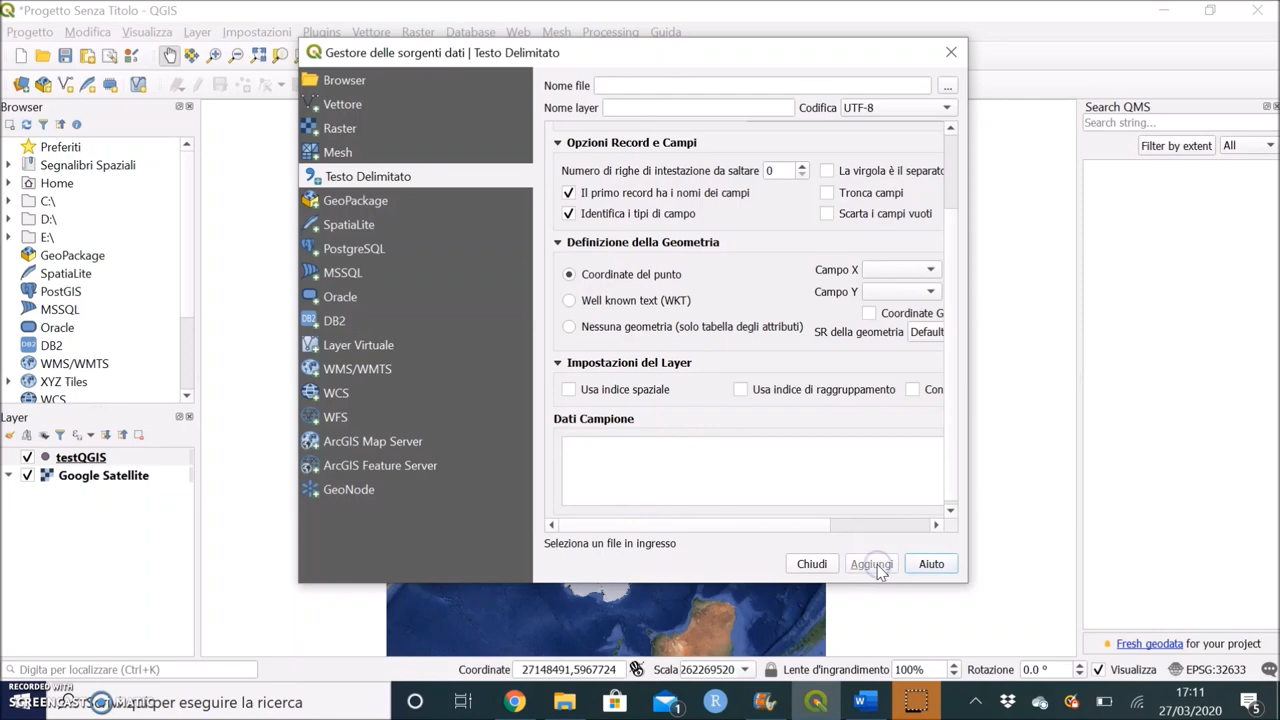 *Progetto Senza Titolo - QGIS
Progetto Modifica Visualizza Layer Impostazioni Plugins Vettore Raster Database Web Mesh Processing Guida
Gestore delle sorgenti dati | Testo Delimitato
Browser
Vettore
Raster
Mesh
Testo Delimitato
GeoPackage
SpatiaLite
PostgreSQL
MSSQL
Oracle
DB2
Layer Virtuale
WMS/WMTS
WCS
WFS
ArcGIS Map Server
ArcGIS Feature Server
GeoNode
Nome file
...
Nome layer
Codifica UTF-8
Opzioni Record e Campi
Numero di righe di intestazione da saltare 0
La virgola è il separato
Il primo record ha i nomi dei campi
Tronca campi
Identifica i tipi di campo
Scarta i campi vuoti
Definizione della Geometria
Coordinate del punto
Campo X
Well known text (WKT)
Campo Y
Coordinate G
Nessuna geometria (solo tabella degli attributi)
SR della geometria Default
Impostazioni del Layer
Usa indice spaziale
Usa indice di raggruppamento
Con
Dati Campione
Seleziona un file in ingresso
Chiudi
Aggiungi
Aiuto
Browser
Preferiti
Segnalibri Spaziali
Home
C:\
D:\
E:\
GeoPackage
SpatiaLite
PostGIS
MSSQL
Oracle
DB2
WMS/WMTS
XYZ Tiles
WCS
Layer
testQGIS
Google Satellite
Search QMS
Search string...
Filter by extent
All
Fresh geodata for your project
Digita per localizzare (Ctrl+K)
Coordinate 27148491,5967724
Scala 262269520
Lente d'ingrandimento 100%
Rotazione 0.0 °
Visualizza
EPSG:32633
RECORDED WITH
SCREENCAST MATIC
per eseguire la ricerca
1
17:11
27/03/2020
5